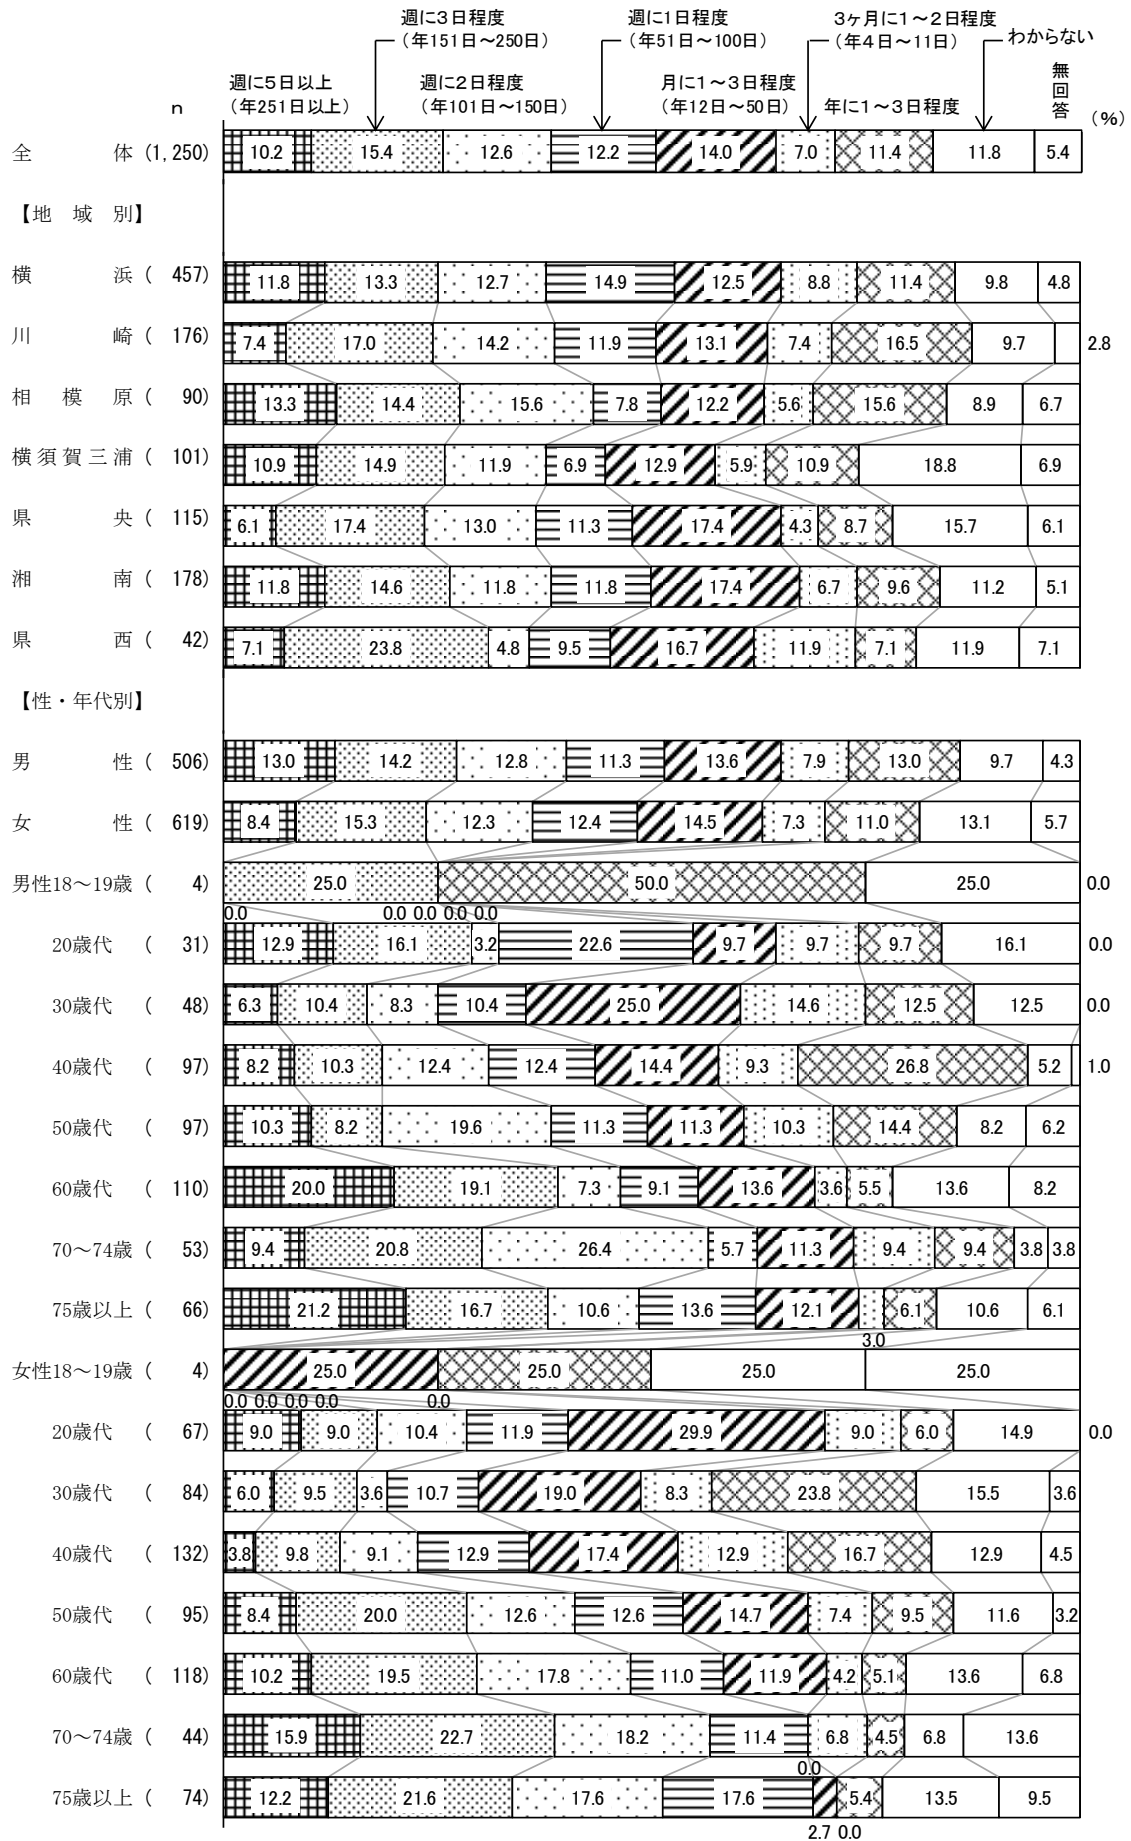 週に3日程度 週に1日程度 3ヶ月に1～2日程度
（年151日～250日） （年51日～100日） （年4日～11日） わからない
週に5日以上 週に2日程度 月に1～3日程度 無回答
n （年251日以上） （年101日～150日） （年12日～50日） 年に1～3日程度 （％）
全体 (1,250) 10.2 15.4 12.6 12.2 14.0 7.0 11.4 11.8 5.4
【地 域 別】
横浜 ( 457) 11.8 13.3 12.7 14.9 12.5 8.8 11.4 9.8 4.8
川崎 ( 176) 7.4 17.0 14.2 11.9 13.1 7.4 16.5 9.7 2.8
相模原 ( 90) 13.3 14.4 15.6 7.8 12.2 5.6 15.6 8.9 6.7
横須賀三浦 ( 101) 10.9 14.9 11.9 6.9 12.9 5.9 10.9 18.8 6.9
県央 ( 115) 6.1 17.4 13.0 11.3 17.4 4.3 8.7 15.7 6.1
湘南 ( 178) 11.8 14.6 11.8 11.8 17.4 6.7 9.6 11.2 5.1
県西 ( 42) 7.1 23.8 4.8 9.5 16.7 11.9 7.1 11.9 7.1
【性・年代別】
男性 ( 506) 13.0 14.2 12.8 11.3 13.6 7.9 13.0 9.7 4.3
女性 ( 619) 8.4 15.3 12.3 12.4 14.5 7.3 11.0 13.1 5.7
男性18～19歳 ( 4) 25.0 50.0 25.0 0.0
0.0 0.0 0.0 0.0 0.0
20歳代 ( 31) 12.9 16.1 3.2 22.6 9.7 9.7 9.7 16.1 0.0
30歳代 ( 48) 6.3 10.4 8.3 10.4 25.0 14.6 12.5 12.5 0.0
40歳代 ( 97) 8.2 10.3 12.4 12.4 14.4 9.3 26.8 5.2 1.0
50歳代 ( 97) 10.3 8.2 19.6 11.3 11.3 10.3 14.4 8.2 6.2
60歳代 ( 110) 20.0 19.1 7.3 9.1 13.6 3.6 5.5 13.6 8.2
70～74歳 ( 53) 9.4 20.8 26.4 5.7 11.3 9.4 9.4 3.8 3.8
75歳以上 ( 66) 21.2 16.7 10.6 13.6 12.1 6.1 10.6 6.1
3.0
女性18～19歳 ( 4) 25.0 25.0 25.0 25.0
0.0 0.0 0.0 0.0 0.0
20歳代 ( 67) 9.0 9.0 10.4 11.9 29.9 9.0 6.0 14.9 0.0
30歳代 ( 84) 6.0 9.5 3.6 10.7 19.0 8.3 23.8 15.5 3.6
40歳代 ( 132) 3.8 9.8 9.1 12.9 17.4 12.9 16.7 12.9 4.5
50歳代 ( 95) 8.4 20.0 12.6 12.6 14.7 7.4 9.5 11.6 3.2
60歳代 ( 118) 10.2 19.5 17.8 11.0 11.9 4.2 5.1 13.6 6.8
70～74歳 ( 44) 15.9 22.7 18.2 11.4 6.8 4.5 6.8 13.6
0.0
75歳以上 ( 74) 12.2 21.6 17.6 17.6 5.4 13.5 9.5
2.7 0.0